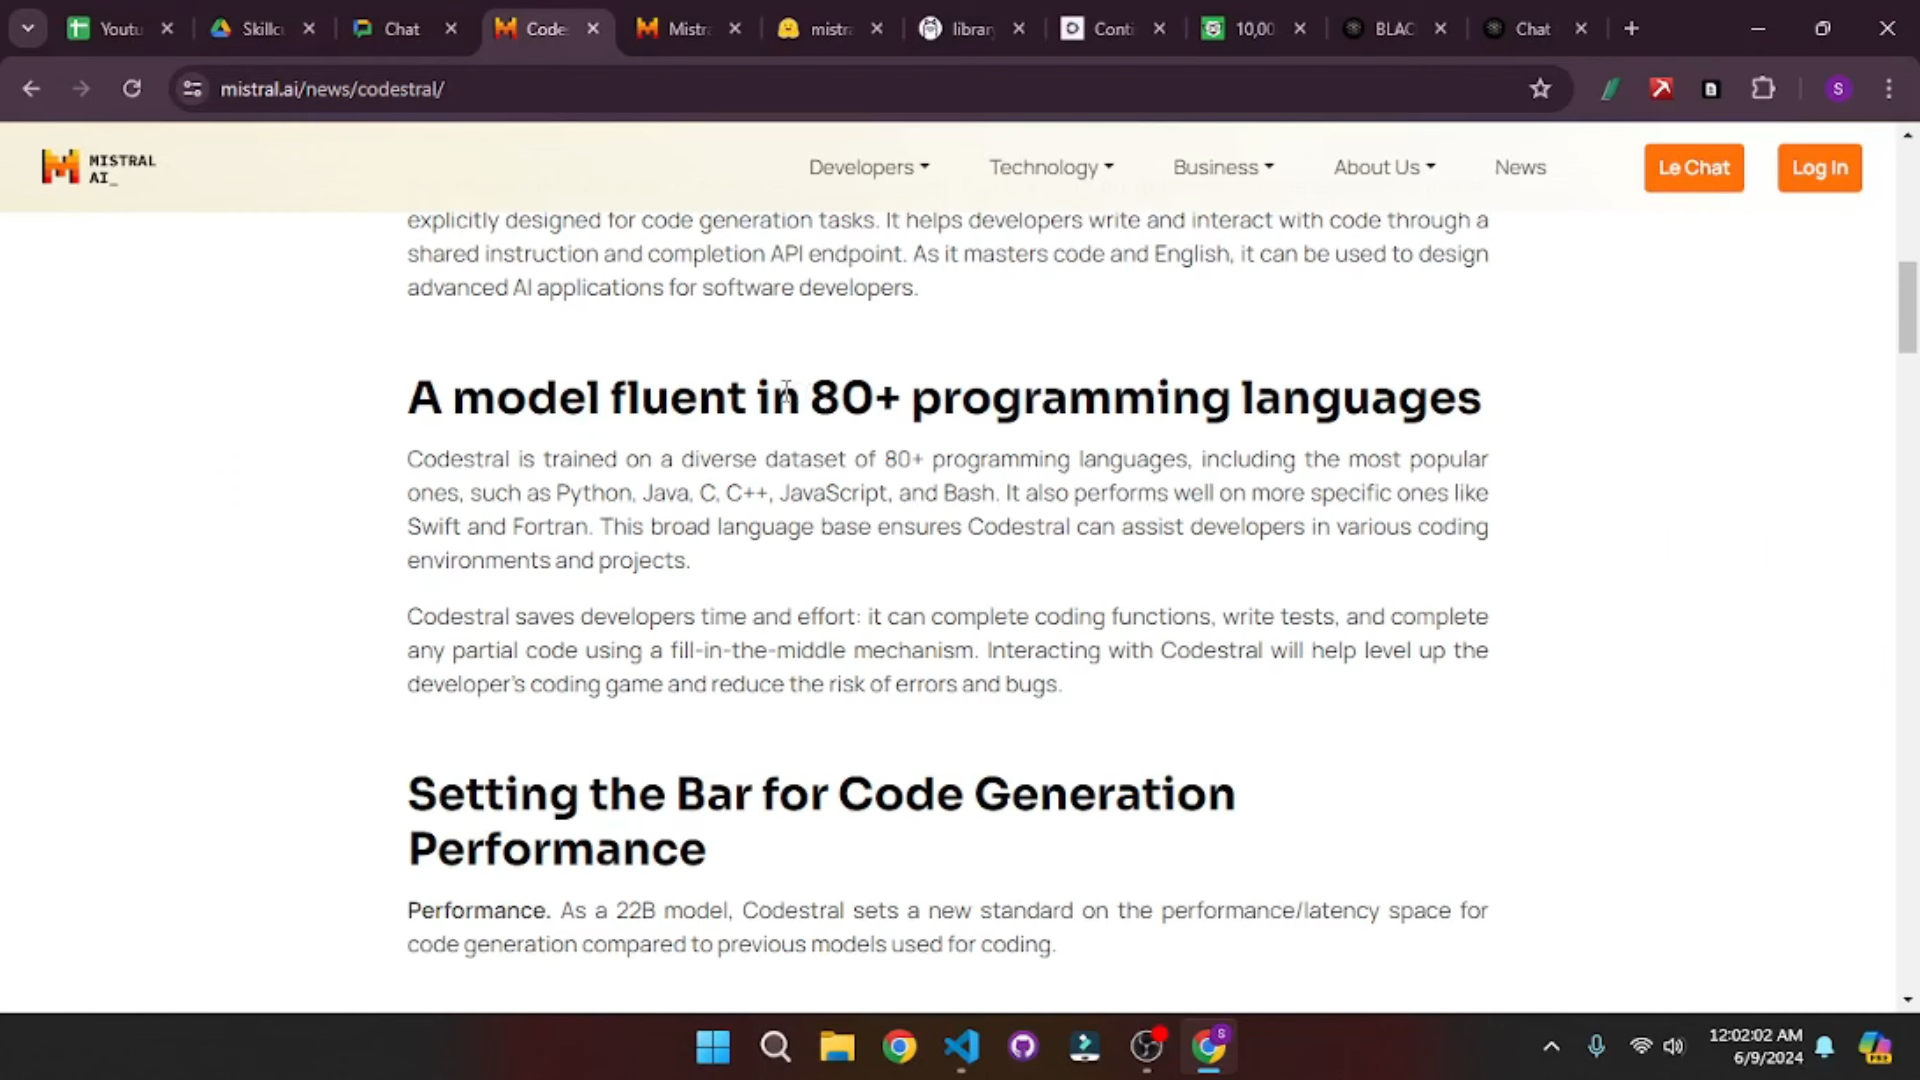 Youtu
Skillcu
Chat
Code
Mistr
mistr
librar
Conti
10,00
BLAC
Chat
mistral.ai/news/codestral/
S
MISTRAL
AI_
Developers
Technology
Business
About Us
News
Le Chat
Log In
explicitly designed for code generation tasks. It helps developers write and interact with code through a
shared instruction and completion API endpoint. As it masters code and English, it can be used to design
advanced AI applications for software developers.
A model fluent in 80+ programming languages
Codestral is trained on a diverse dataset of 80+ programming languages, including the most popular
ones, such as Python, Java, C, C++, JavaScript, and Bash. It also performs well on more specific ones like
Swift and Fortran. This broad language base ensures Codestral can assist developers in various coding
environments and projects.
Codestral saves developers time and effort: it can complete coding functions, write tests, and complete
any partial code using a fill-in-the-middle mechanism. Interacting with Codestral will help level up the
developer's coding game and reduce the risk of errors and bugs.
Setting the Bar for Code Generation
Performance
Performance. As a 22B model, Codestral sets a new standard on the performance/latency space for
code generation compared to previous models used for coding.
S
12:02:02 AM
6/9/2024